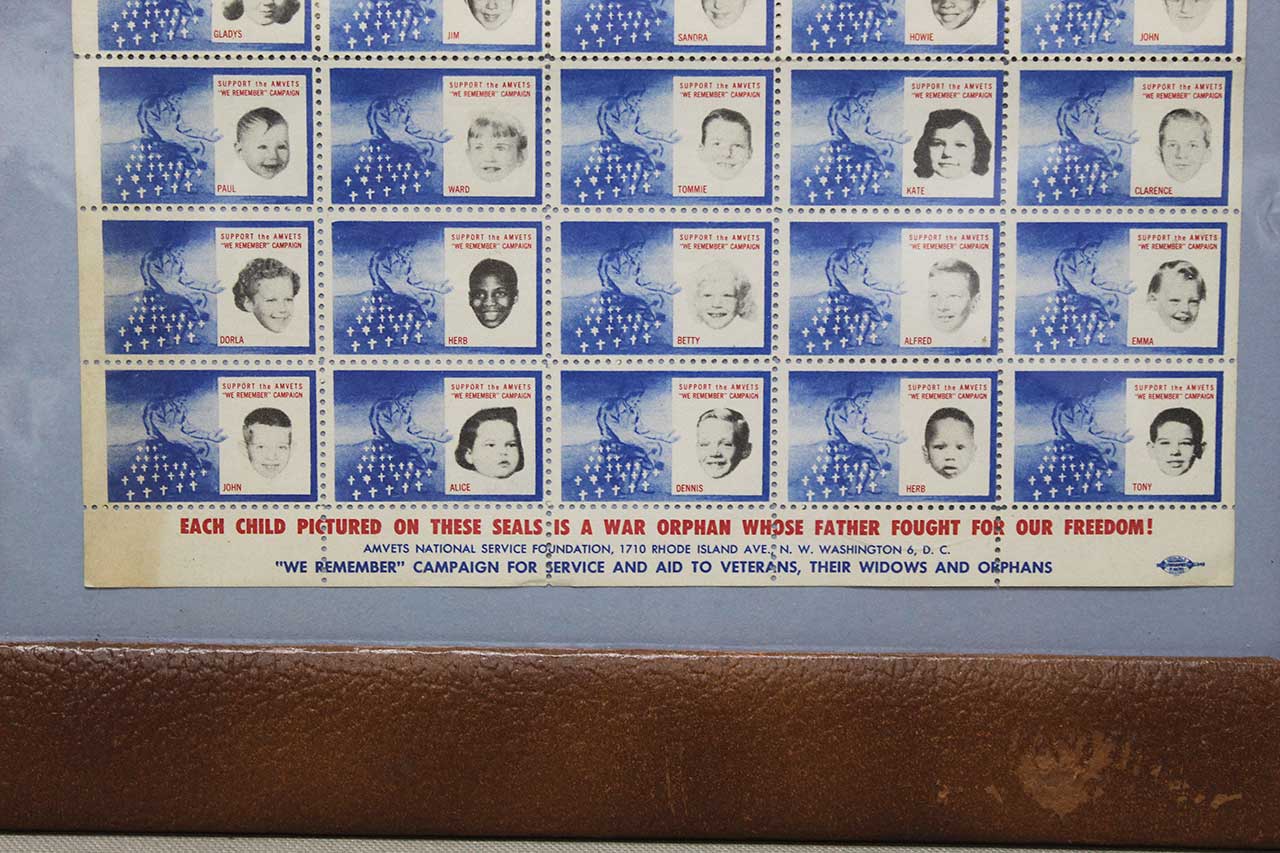 GLADYS JIM SANDRA HOWIE JOHN
SUPPORT the AMVETS SUPPORT the AMVETS SUPPORT the AMVETS SUPPORT the AMVETS SUPPORT the AMVETS
"WE REMEMBER" CAMPAIGN "WE REMEMBER" CAMPAIGN "WE REMEMBER" CAMPAIGN "WE REMEMBER" CAMPAIGN "WE REMEMBER" CAMPAIGN
PAUL WARD TOMMIE KATE CLARENCE
SUPPORT the AMVETS SUPPORT the AMVETS SUPPORT the AMVETS SUPPORT the AMVETS SUPPORT the AMVETS
"WE REMEMBER" CAMPAIGN "WE REMEMBER" CAMPAIGN "WE REMEMBER" CAMPAIGN "WE REMEMBER" CAMPAIGN "WE REMEMBER" CAMPAIGN
DORLA HERB BETTY ALFRED EMMA
SUPPORT the AMVETS SUPPORT the AMVETS SUPPORT the AMVETS SUPPORT the AMVETS SUPPORT the AMVETS
"WE REMEMBER" CAMPAIGN "WE REMEMBER" CAMPAIGN "WE REMEMBER" CAMPAIGN "WE REMEMBER" CAMPAIGN "WE REMEMBER" CAMPAIGN
JOHN ALICE DENNIS HERB TONY
EACH CHILD PICTURED ON THESE SEALS IS A WAR ORPHAN WHOSE FATHER FOUGHT FOR OUR FREEDOM!
AMVETS NATIONAL SERVICE FOUNDATION, 1710 RHODE ISLAND AVE., N. W. WASHINGTON 6, D. C.
"WE REMEMBER" CAMPAIGN FOR SERVICE AND AID TO VETERANS, THEIR WIDOWS AND ORPHANS